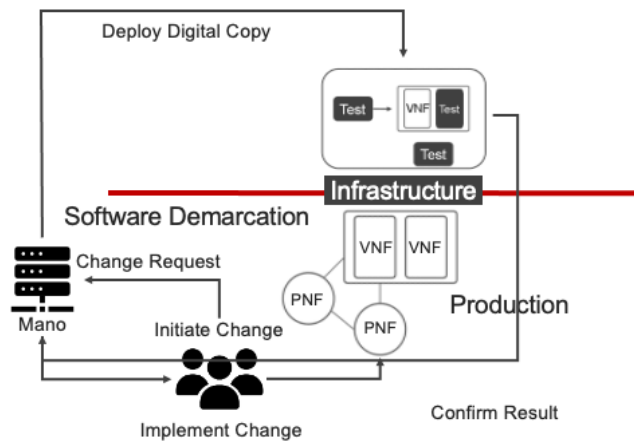 Deploy Digital Copy
Test
VNF
Test
Test
Infrastructure
Software Demarcation
VNF
VNF
Change Request
PNF
Production
Mano
Initiate Change
PNF
Implement Change
Confirm Result